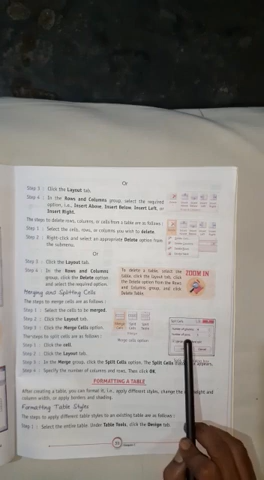 Or
Step 3 : Click the Layout tab.
Step 4 : In the Rows and Columns group, select the required
option, i.e., Insert Above, Insert Below, Insert Left, or
Insert Right.
The steps to delete rows, columns, or cells from a table are as follows :
Step 1 : Select the cells, rows, or columns you wish to delete.
Step 2 : Right-click and select an appropriate Delete option from
the submenu.
Or
Step 3 : Click the Layout tab.
Step 4 : In the Rows and Columns
group, click the Delete option
and select the required option.
To delete a table, select the
table, click the Layout tab, click
the Delete option from the Rows
and Columns group, and click
Delete Table.
ZOOM IN
Merging and Splitting Cells
The steps to merge cells are as follows :
Step 1 : Select the cells to be merged.
Step 2 : Click the Layout tab.
Step 3 : Click the Merge Cells option.
Merge cells option
The steps to split cells are as follows :
Step 1 : Click the cell.
Step 2 : Click the Layout tab.
Step 3 : In the Merge group, click the Split Cells option. The Split Cells
appears.
Step 4 : Specify the number of columns and rows. Then click OK.
FORMATTING A TABLE
After creating a table, you can format it, i.e., apply different styles, change the
height and
column width, or apply borders and shading.
Formatting Table Styles
The steps to apply different table styles to an existing table are as follows :
Step 1 : Select the entire table. Under Table Tools, click the Design tab.